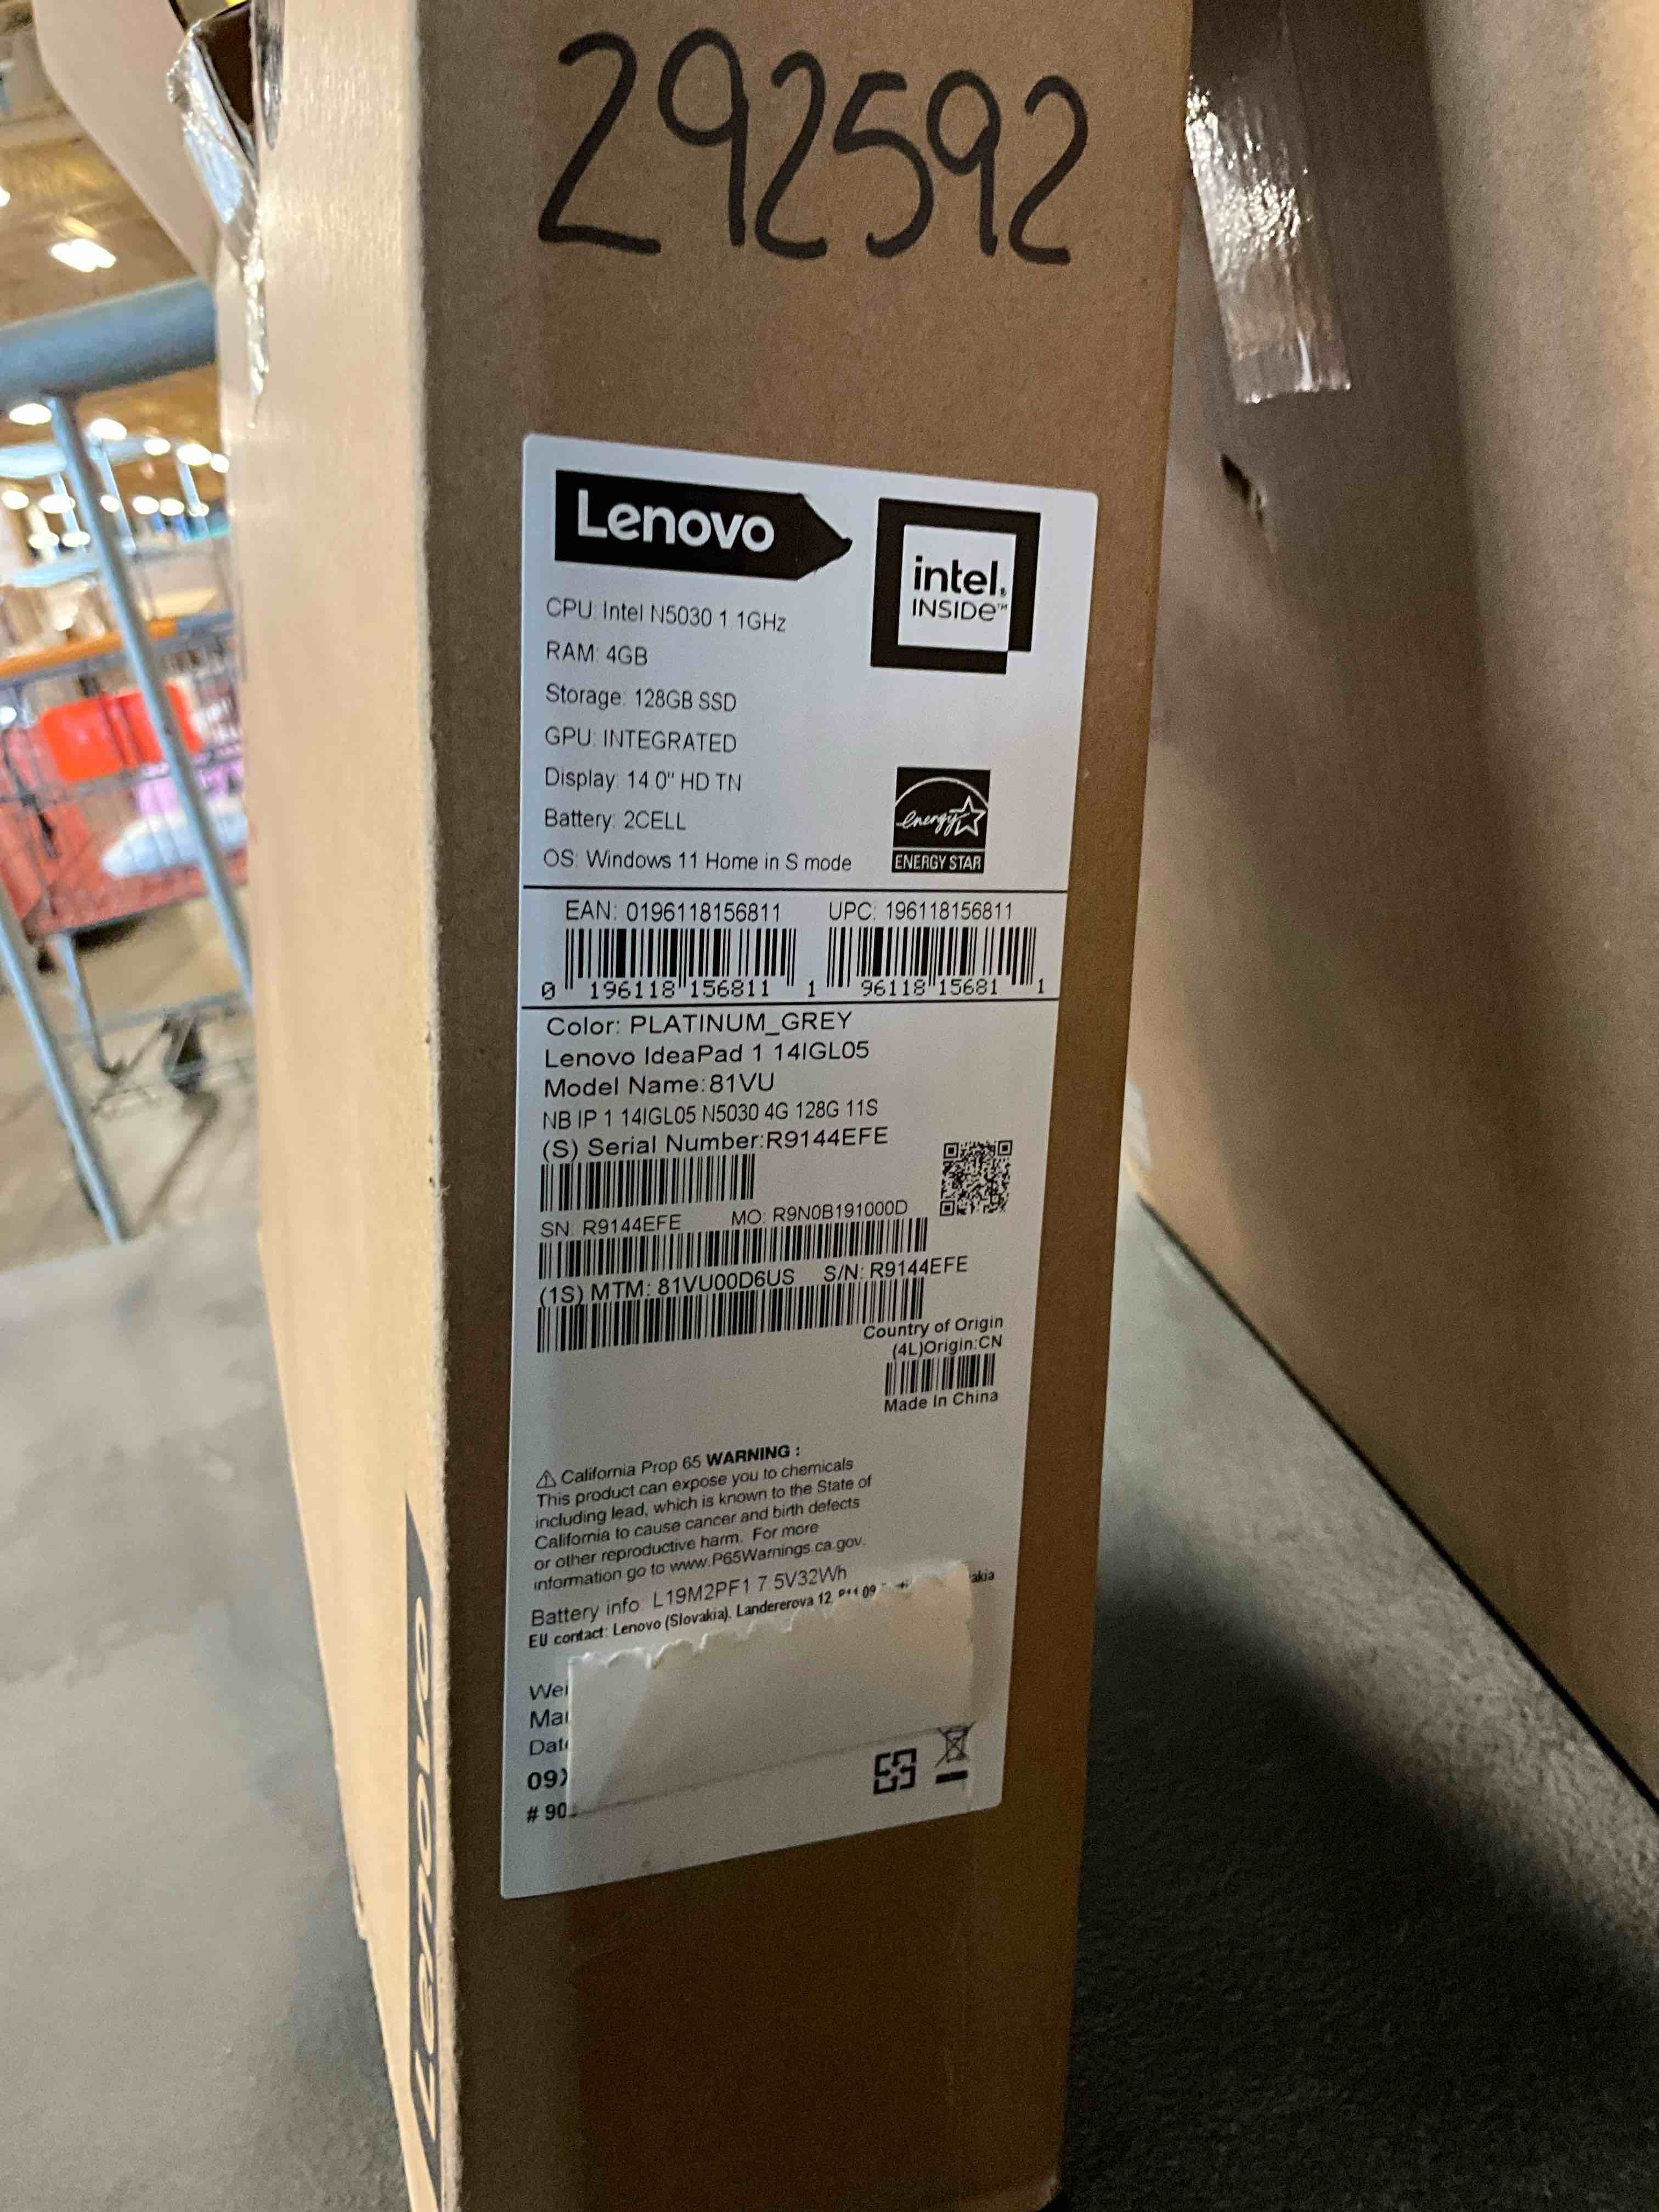 292592
Lenovo
intel.
INSIDE™
CPU: Intel N5030 1 1GHz
RAM: 4GB
Storage: 128GB SSD
GPU: INTEGRATED
Display: 14 0" HD TN
Battery: 2CELL
OS: Windows 11 Home in S mode
energy
ENERGY STAR
EAN: 0196118156811 UPC: 196118156811
0 196118 156811 1 96118 15681 1
Color: PLATINUM_GREY
Lenovo IdeaPad 1 14IGL05
Model Name:81VU
NB IP 1 14IGL05 N5030 4G 128G 11S
(S) Serial Number:R9144EFE
SN: R9144EFE MO: R9N0B191000D
(1S) MTM: 81VU00D6US S/N: R9144EFE
Country of Origin
(4L)Origin:CN
Made In China
⚠ California Prop 65 WARNING :
This product can expose you to chemicals
including lead, which is known to the State of
California to cause cancer and birth defects
or other reproductive harm. For more
information go to www.P65Warnings.ca.gov.
Battery info: L19M2PF1 7.5V32Wh
EU contact: Lenovo (Slovakia), Landererova 12, 09
# 90
Lenovo